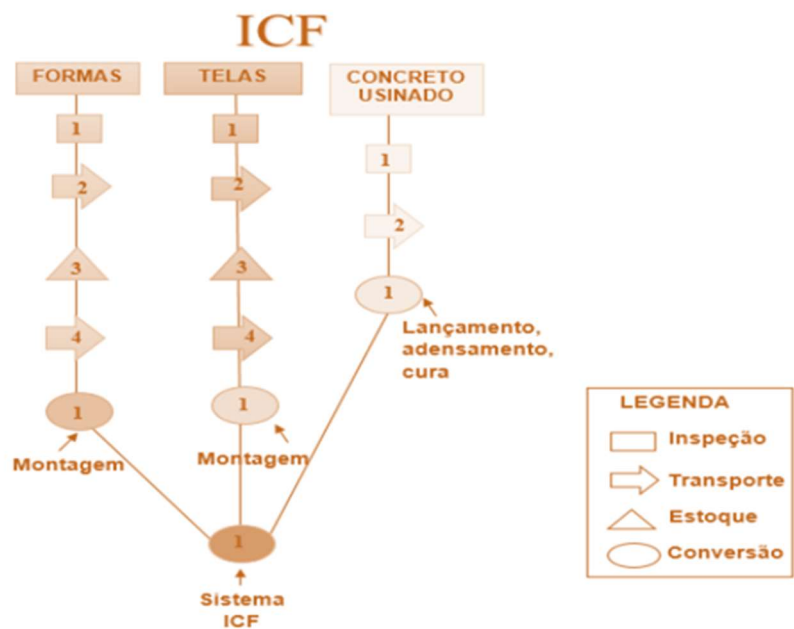 ICF
FORMAS
TELAS
CONCRETO
USINADO
1
1
1
2
2
2
3
3
1
Lançamento,
adensamento,
cura
4
4
1
1
Montagem
Montagem
1
Sistema
ICF
LEGENDA
Inspeção
Transporte
Estoque
Conversão